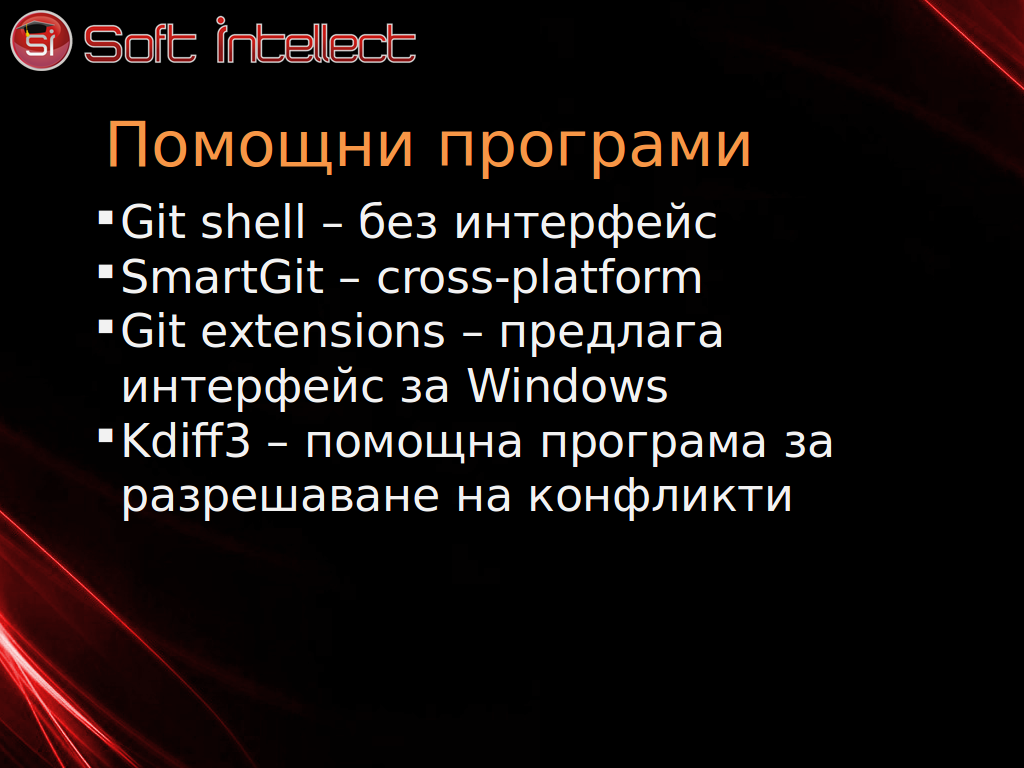 Si Soft Intellect
Помощни програми
▪Git shell – без интерфейс
▪SmartGit – cross-platform
▪Git extensions – предлага
интерфейс за Windows
▪Kdiff3 – помощна програма за
разрешаване на конфликти